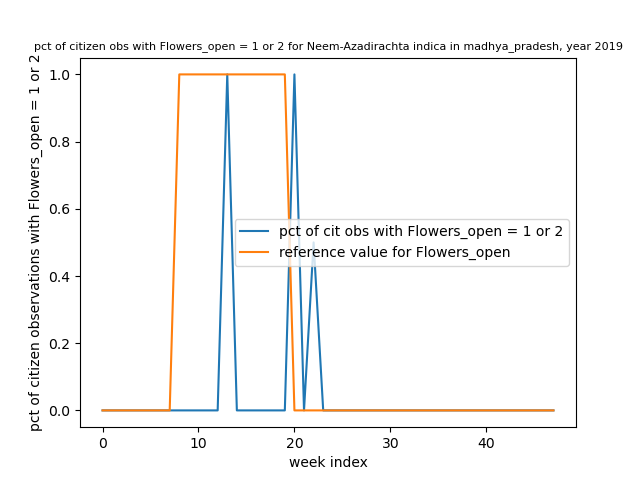 pct of citizen obs with Flowers_open = 1 or 2 for Neem-Azadirachta indica in madhya_pradesh, year 2019
pct of citizen observations with Flowers_open = 1 or 2
1.0
0.8
0.6
0.4
0.2
0.0
pct of cit obs with Flowers_open = 1 or 2
reference value for Flowers_open
0 10 20 30 40
week index